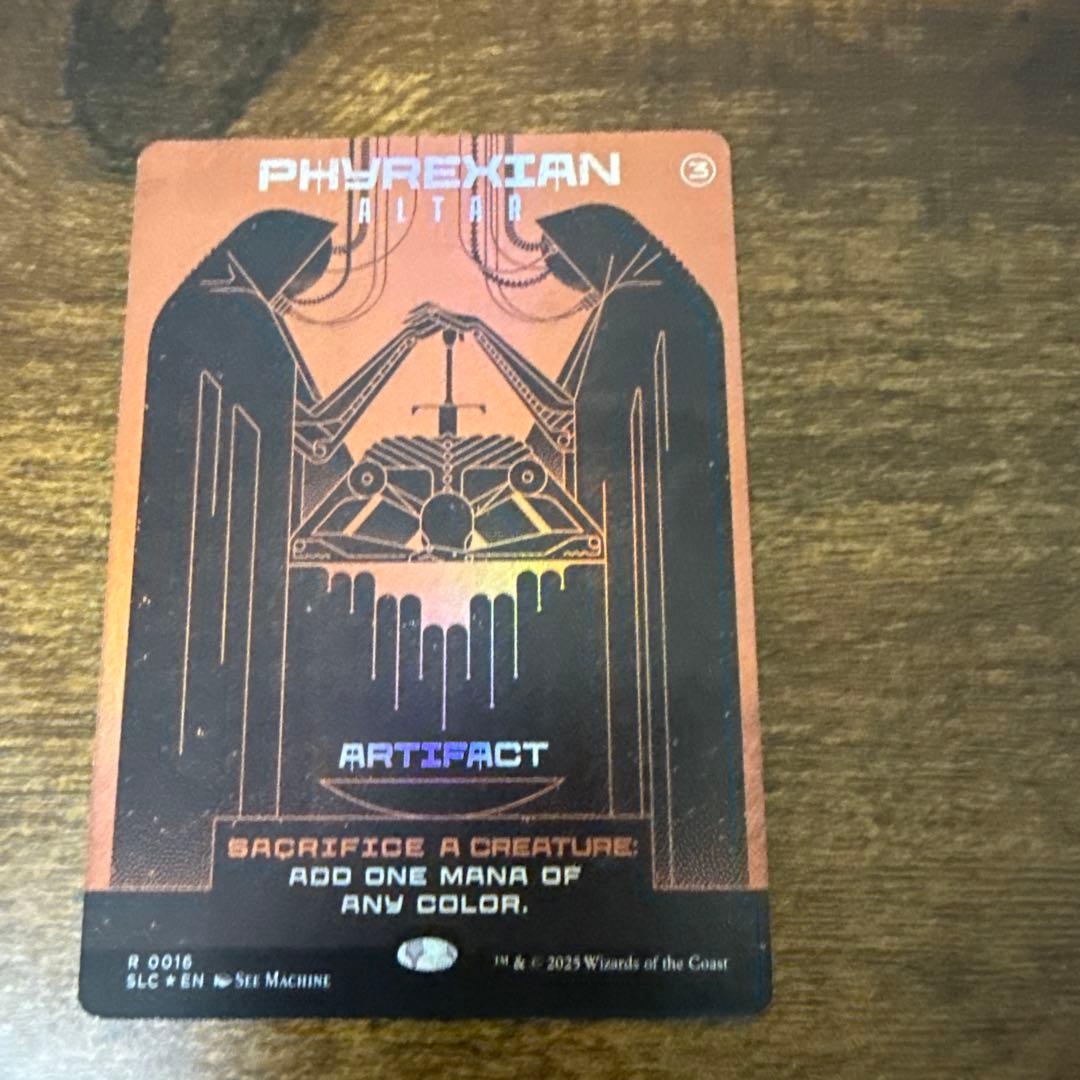 PHYREXIAN
3
ALTAR
ARTIFACT
SACRIFICE A CREATURE:
ADD ONE MANA OF
ANY COLOR.
R 0016
SLC ★ EN SEE MACHINE
™ & © 2025 Wizards of the Coast